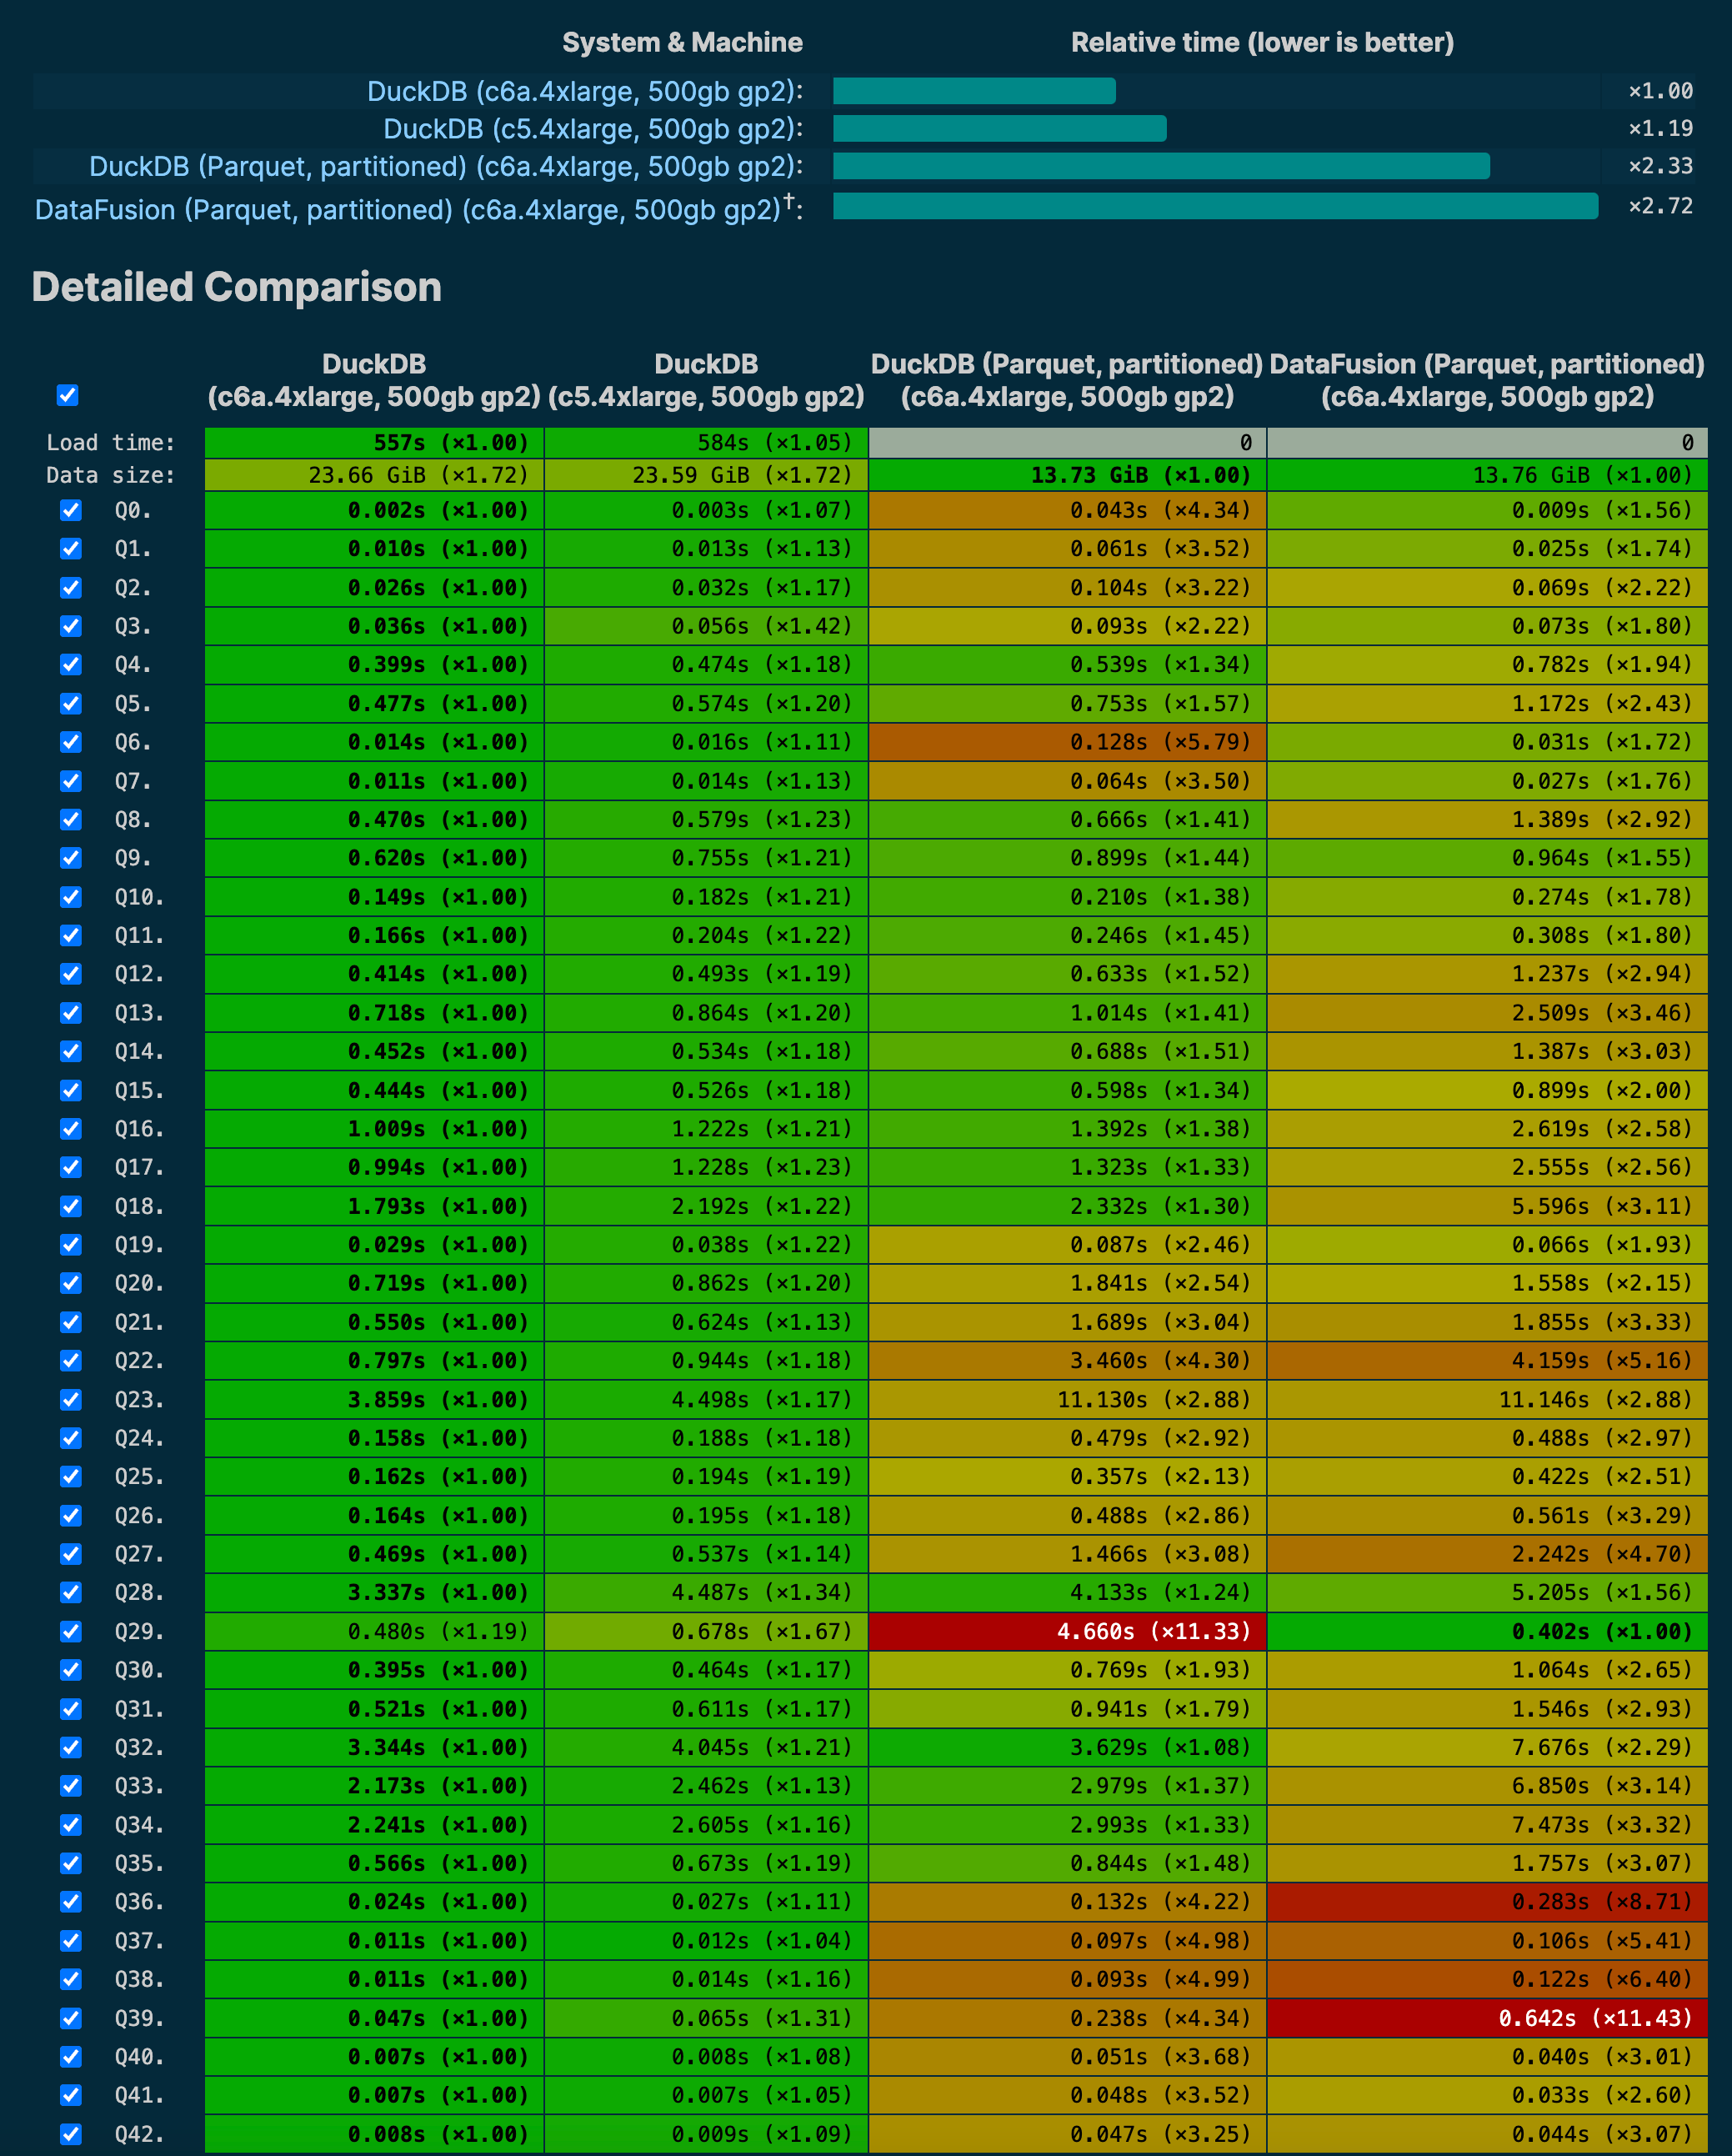 System & Machine Relative time (lower is better)
DuckDB (c6a.4xlarge, 500gb gp2): ×1.00
DuckDB (c5.4xlarge, 500gb gp2): ×1.19
DuckDB (Parquet, partitioned) (c6a.4xlarge, 500gb gp2): ×2.33
DataFusion (Parquet, partitioned) (c6a.4xlarge, 500gb gp2)†: ×2.72
Detailed Comparison
DuckDB DuckDB DuckDB (Parquet, partitioned) DataFusion (Parquet, partitioned)
(c6a.4xlarge, 500gb gp2) (c5.4xlarge, 500gb gp2) (c6a.4xlarge, 500gb gp2) (c6a.4xlarge, 500gb gp2)
Load time: 557s (×1.00) 584s (×1.05) 0 0
Data size: 23.66 GiB (×1.72) 23.59 GiB (×1.72) 13.73 GiB (×1.00) 13.76 GiB (×1.00)
Q0. 0.002s (×1.00) 0.003s (×1.07) 0.043s (×4.34) 0.009s (×1.56)
Q1. 0.010s (×1.00) 0.013s (×1.13) 0.061s (×3.52) 0.025s (×1.74)
Q2. 0.026s (×1.00) 0.032s (×1.17) 0.104s (×3.22) 0.069s (×2.22)
Q3. 0.036s (×1.00) 0.056s (×1.42) 0.093s (×2.22) 0.073s (×1.80)
Q4. 0.399s (×1.00) 0.474s (×1.18) 0.539s (×1.34) 0.782s (×1.94)
Q5. 0.477s (×1.00) 0.574s (×1.20) 0.753s (×1.57) 1.172s (×2.43)
Q6. 0.014s (×1.00) 0.016s (×1.11) 0.128s (×5.79) 0.031s (×1.72)
Q7. 0.011s (×1.00) 0.014s (×1.13) 0.064s (×3.50) 0.027s (×1.76)
Q8. 0.470s (×1.00) 0.579s (×1.23) 0.666s (×1.41) 1.389s (×2.92)
Q9. 0.620s (×1.00) 0.755s (×1.21) 0.899s (×1.44) 0.964s (×1.55)
Q10. 0.149s (×1.00) 0.182s (×1.21) 0.210s (×1.38) 0.274s (×1.78)
Q11. 0.166s (×1.00) 0.204s (×1.22) 0.246s (×1.45) 0.308s (×1.80)
Q12. 0.414s (×1.00) 0.493s (×1.19) 0.633s (×1.52) 1.237s (×2.94)
Q13. 0.718s (×1.00) 0.864s (×1.20) 1.014s (×1.41) 2.509s (×3.46)
Q14. 0.452s (×1.00) 0.534s (×1.18) 0.688s (×1.51) 1.387s (×3.03)
Q15. 0.444s (×1.00) 0.526s (×1.18) 0.598s (×1.34) 0.899s (×2.00)
Q16. 1.009s (×1.00) 1.222s (×1.21) 1.392s (×1.38) 2.619s (×2.58)
Q17. 0.994s (×1.00) 1.228s (×1.23) 1.323s (×1.33) 2.555s (×2.56)
Q18. 1.793s (×1.00) 2.192s (×1.22) 2.332s (×1.30) 5.596s (×3.11)
Q19. 0.029s (×1.00) 0.038s (×1.22) 0.087s (×2.46) 0.066s (×1.93)
Q20. 0.719s (×1.00) 0.862s (×1.20) 1.841s (×2.54) 1.558s (×2.15)
Q21. 0.550s (×1.00) 0.624s (×1.13) 1.689s (×3.04) 1.855s (×3.33)
Q22. 0.797s (×1.00) 0.944s (×1.18) 3.460s (×4.30) 4.159s (×5.16)
Q23. 3.859s (×1.00) 4.498s (×1.17) 11.130s (×2.88) 11.146s (×2.88)
Q24. 0.158s (×1.00) 0.188s (×1.18) 0.479s (×2.92) 0.488s (×2.97)
Q25. 0.162s (×1.00) 0.194s (×1.19) 0.357s (×2.13) 0.422s (×2.51)
Q26. 0.164s (×1.00) 0.195s (×1.18) 0.488s (×2.86) 0.561s (×3.29)
Q27. 0.469s (×1.00) 0.537s (×1.14) 1.466s (×3.08) 2.242s (×4.70)
Q28. 3.337s (×1.00) 4.487s (×1.34) 4.133s (×1.24) 5.205s (×1.56)
Q29. 0.480s (×1.19) 0.678s (×1.67) 4.660s (×11.33) 0.402s (×1.00)
Q30. 0.395s (×1.00) 0.464s (×1.17) 0.769s (×1.93) 1.064s (×2.65)
Q31. 0.521s (×1.00) 0.611s (×1.17) 0.941s (×1.79) 1.546s (×2.93)
Q32. 3.344s (×1.00) 4.045s (×1.21) 3.629s (×1.08) 7.676s (×2.29)
Q33. 2.173s (×1.00) 2.462s (×1.13) 2.979s (×1.37) 6.850s (×3.14)
Q34. 2.241s (×1.00) 2.605s (×1.16) 2.993s (×1.33) 7.473s (×3.32)
Q35. 0.566s (×1.00) 0.673s (×1.19) 0.844s (×1.48) 1.757s (×3.07)
Q36. 0.024s (×1.00) 0.027s (×1.11) 0.132s (×4.22) 0.283s (×8.71)
Q37. 0.011s (×1.00) 0.012s (×1.04) 0.097s (×4.98) 0.106s (×5.41)
Q38. 0.011s (×1.00) 0.014s (×1.16) 0.093s (×4.99) 0.122s (×6.40)
Q39. 0.047s (×1.00) 0.065s (×1.31) 0.238s (×4.34) 0.642s (×11.43)
Q40. 0.007s (×1.00) 0.008s (×1.08) 0.051s (×3.68) 0.040s (×3.01)
Q41. 0.007s (×1.00) 0.007s (×1.05) 0.048s (×3.52) 0.033s (×2.60)
Q42. 0.008s (×1.00) 0.009s (×1.09) 0.047s (×3.25) 0.044s (×3.07)